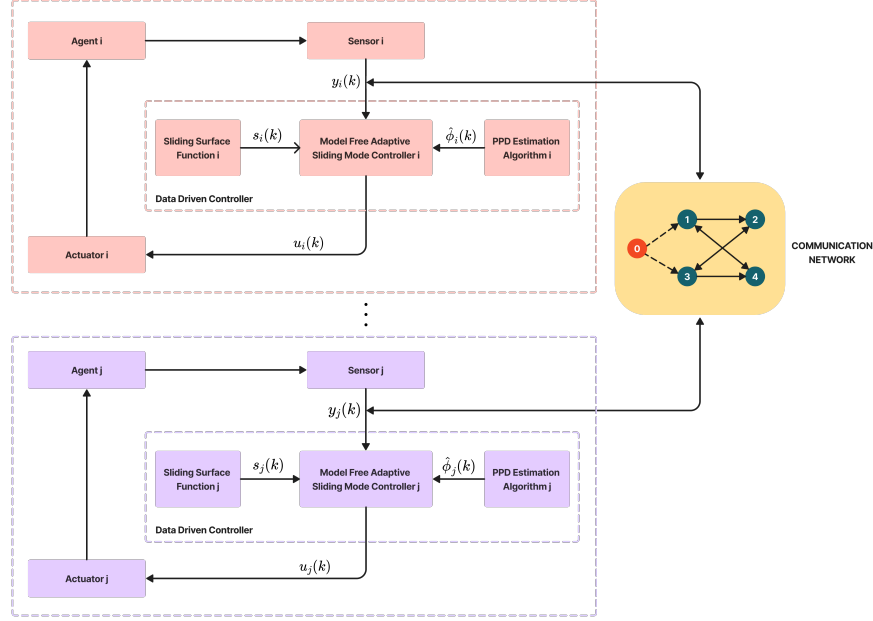 Agent i
Sensor i
y_i(k)
Sliding Surface
Function i
s_i(k)
Model Free Adaptive
Sliding Mode Controller i
\hat{ϕ}_i(k)
PPD Estimation
Algorithm i
Data Driven Controller
Actuator i
u_i(k)
0
1
2
3
4
COMMUNICATION
NETWORK
Agent j
Sensor j
y_j(k)
Sliding Surface
Function j
s_j(k)
Model Free Adaptive
Sliding Mode Controller j
\hat{ϕ}_j(k)
PPD Estimation
Algorithm j
Data Driven Controller
Actuator j
u_j(k)